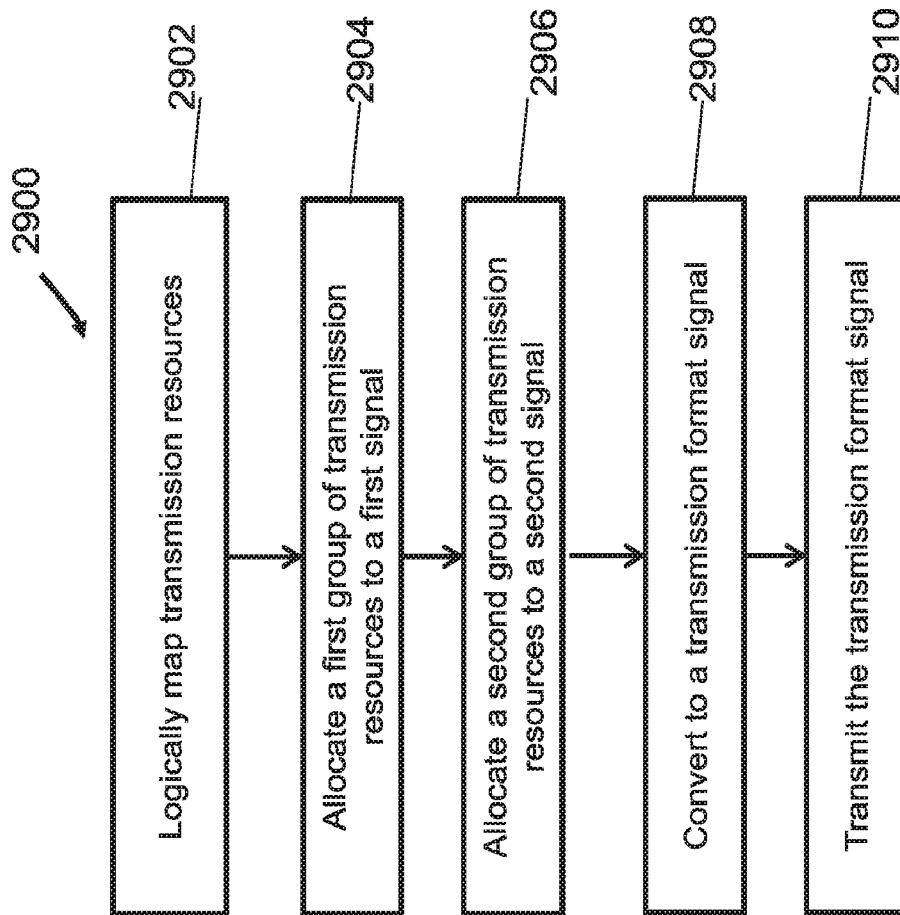 2900
Logically map transmission resources
2902
Allocate a first group of transmission
resources to a first signal
2904
Allocate a second group of transmission
resources to a second signal
2906
Convert to a transmission format signal
2908
Transmit the transmission format signal
2910